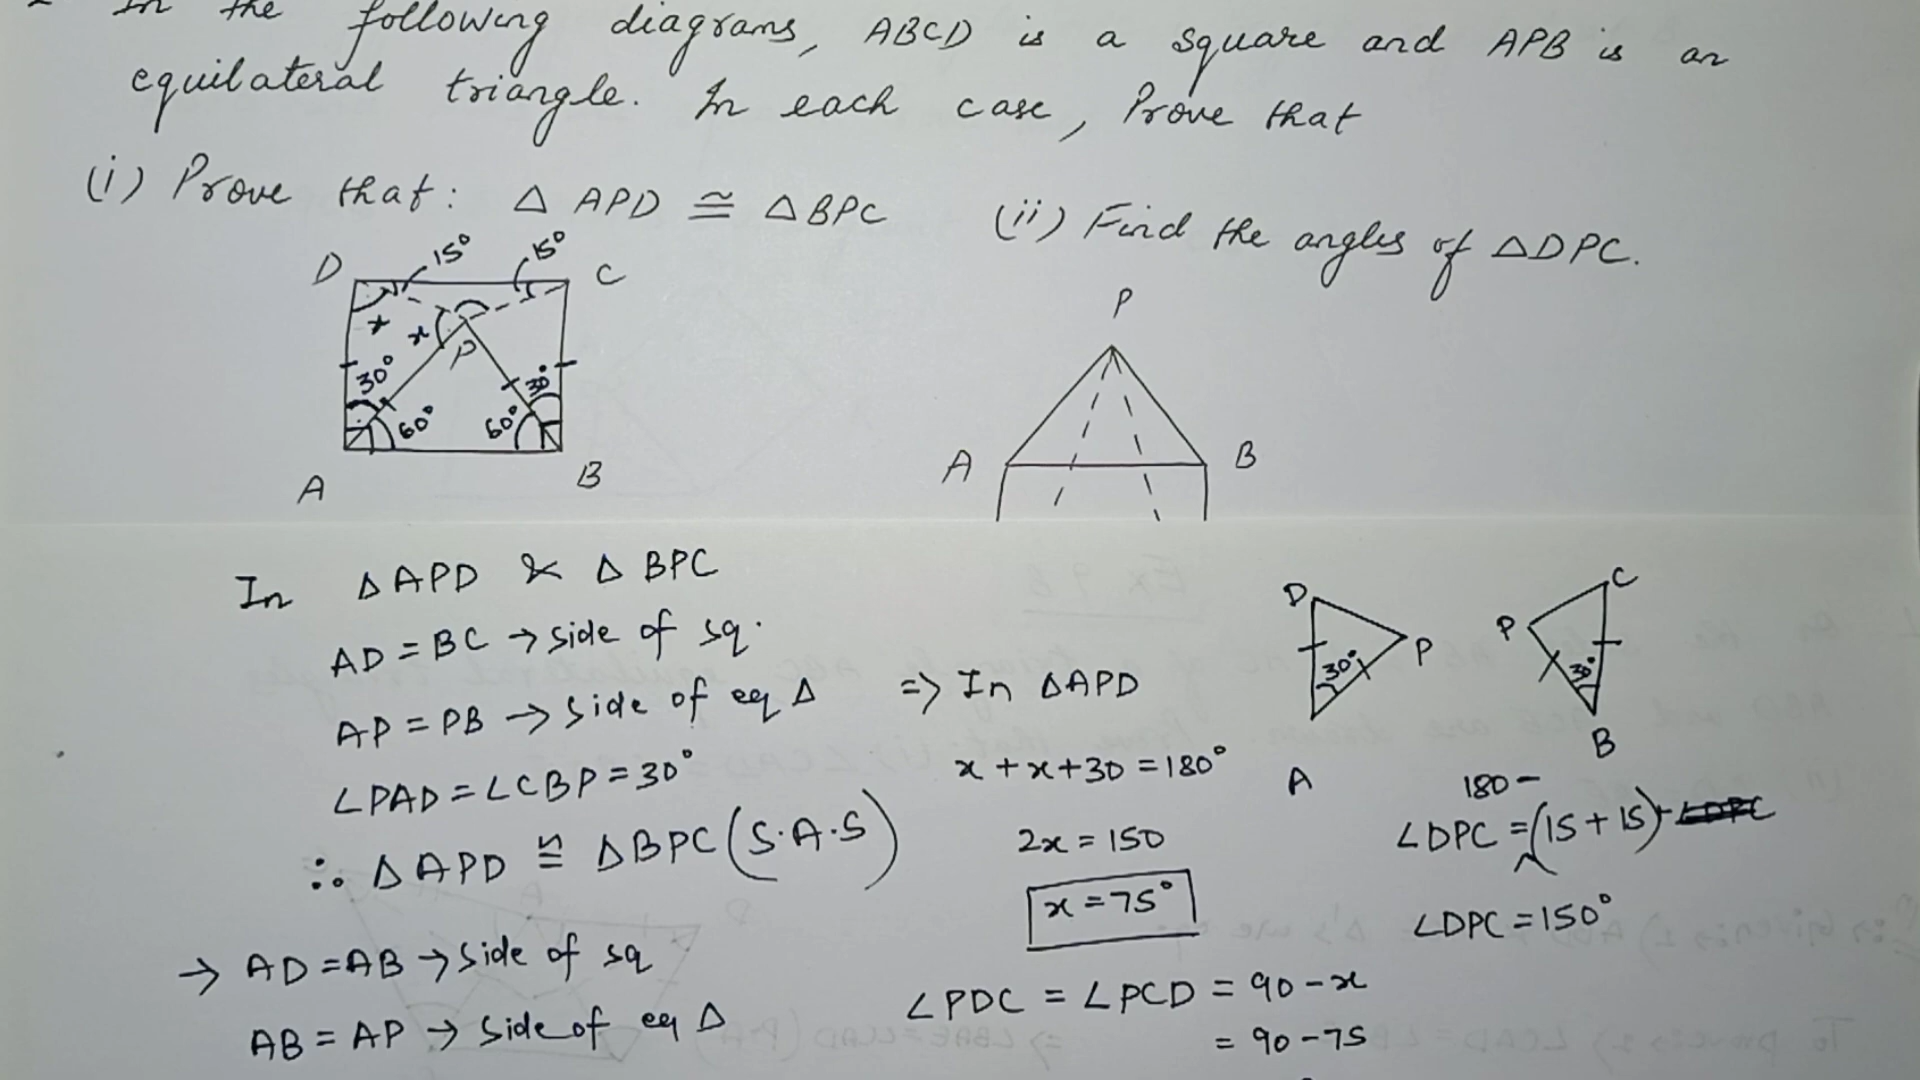 In the following diagrams, ABCD is a square and APB is an
equilateral triangle. In each case, Prove that
(i) Prove that: △ APD ≅ △BPC
(ii) Find the angles of △DPC.
D 15° 15° C
x x P
30° 30°
60° 60°
A B
P
A B
In △APD & △BPC
AD = BC → side of sq.
AP = PB → side of eq △
∠PAD = ∠CBP = 30°
∴ △APD ≅ △BPC (S.A.S)
→ AD = AB → side of sq
AB = AP → side of eq △
=> In △APD
x + x + 30 = 180°
2x = 150
x = 75°
∠PDC = ∠PCD = 90 - x
= 90 - 75
D P
30°
A
P C
30°
B
180 -
∠DPC = (15 + 15)
∠DPC = 150°